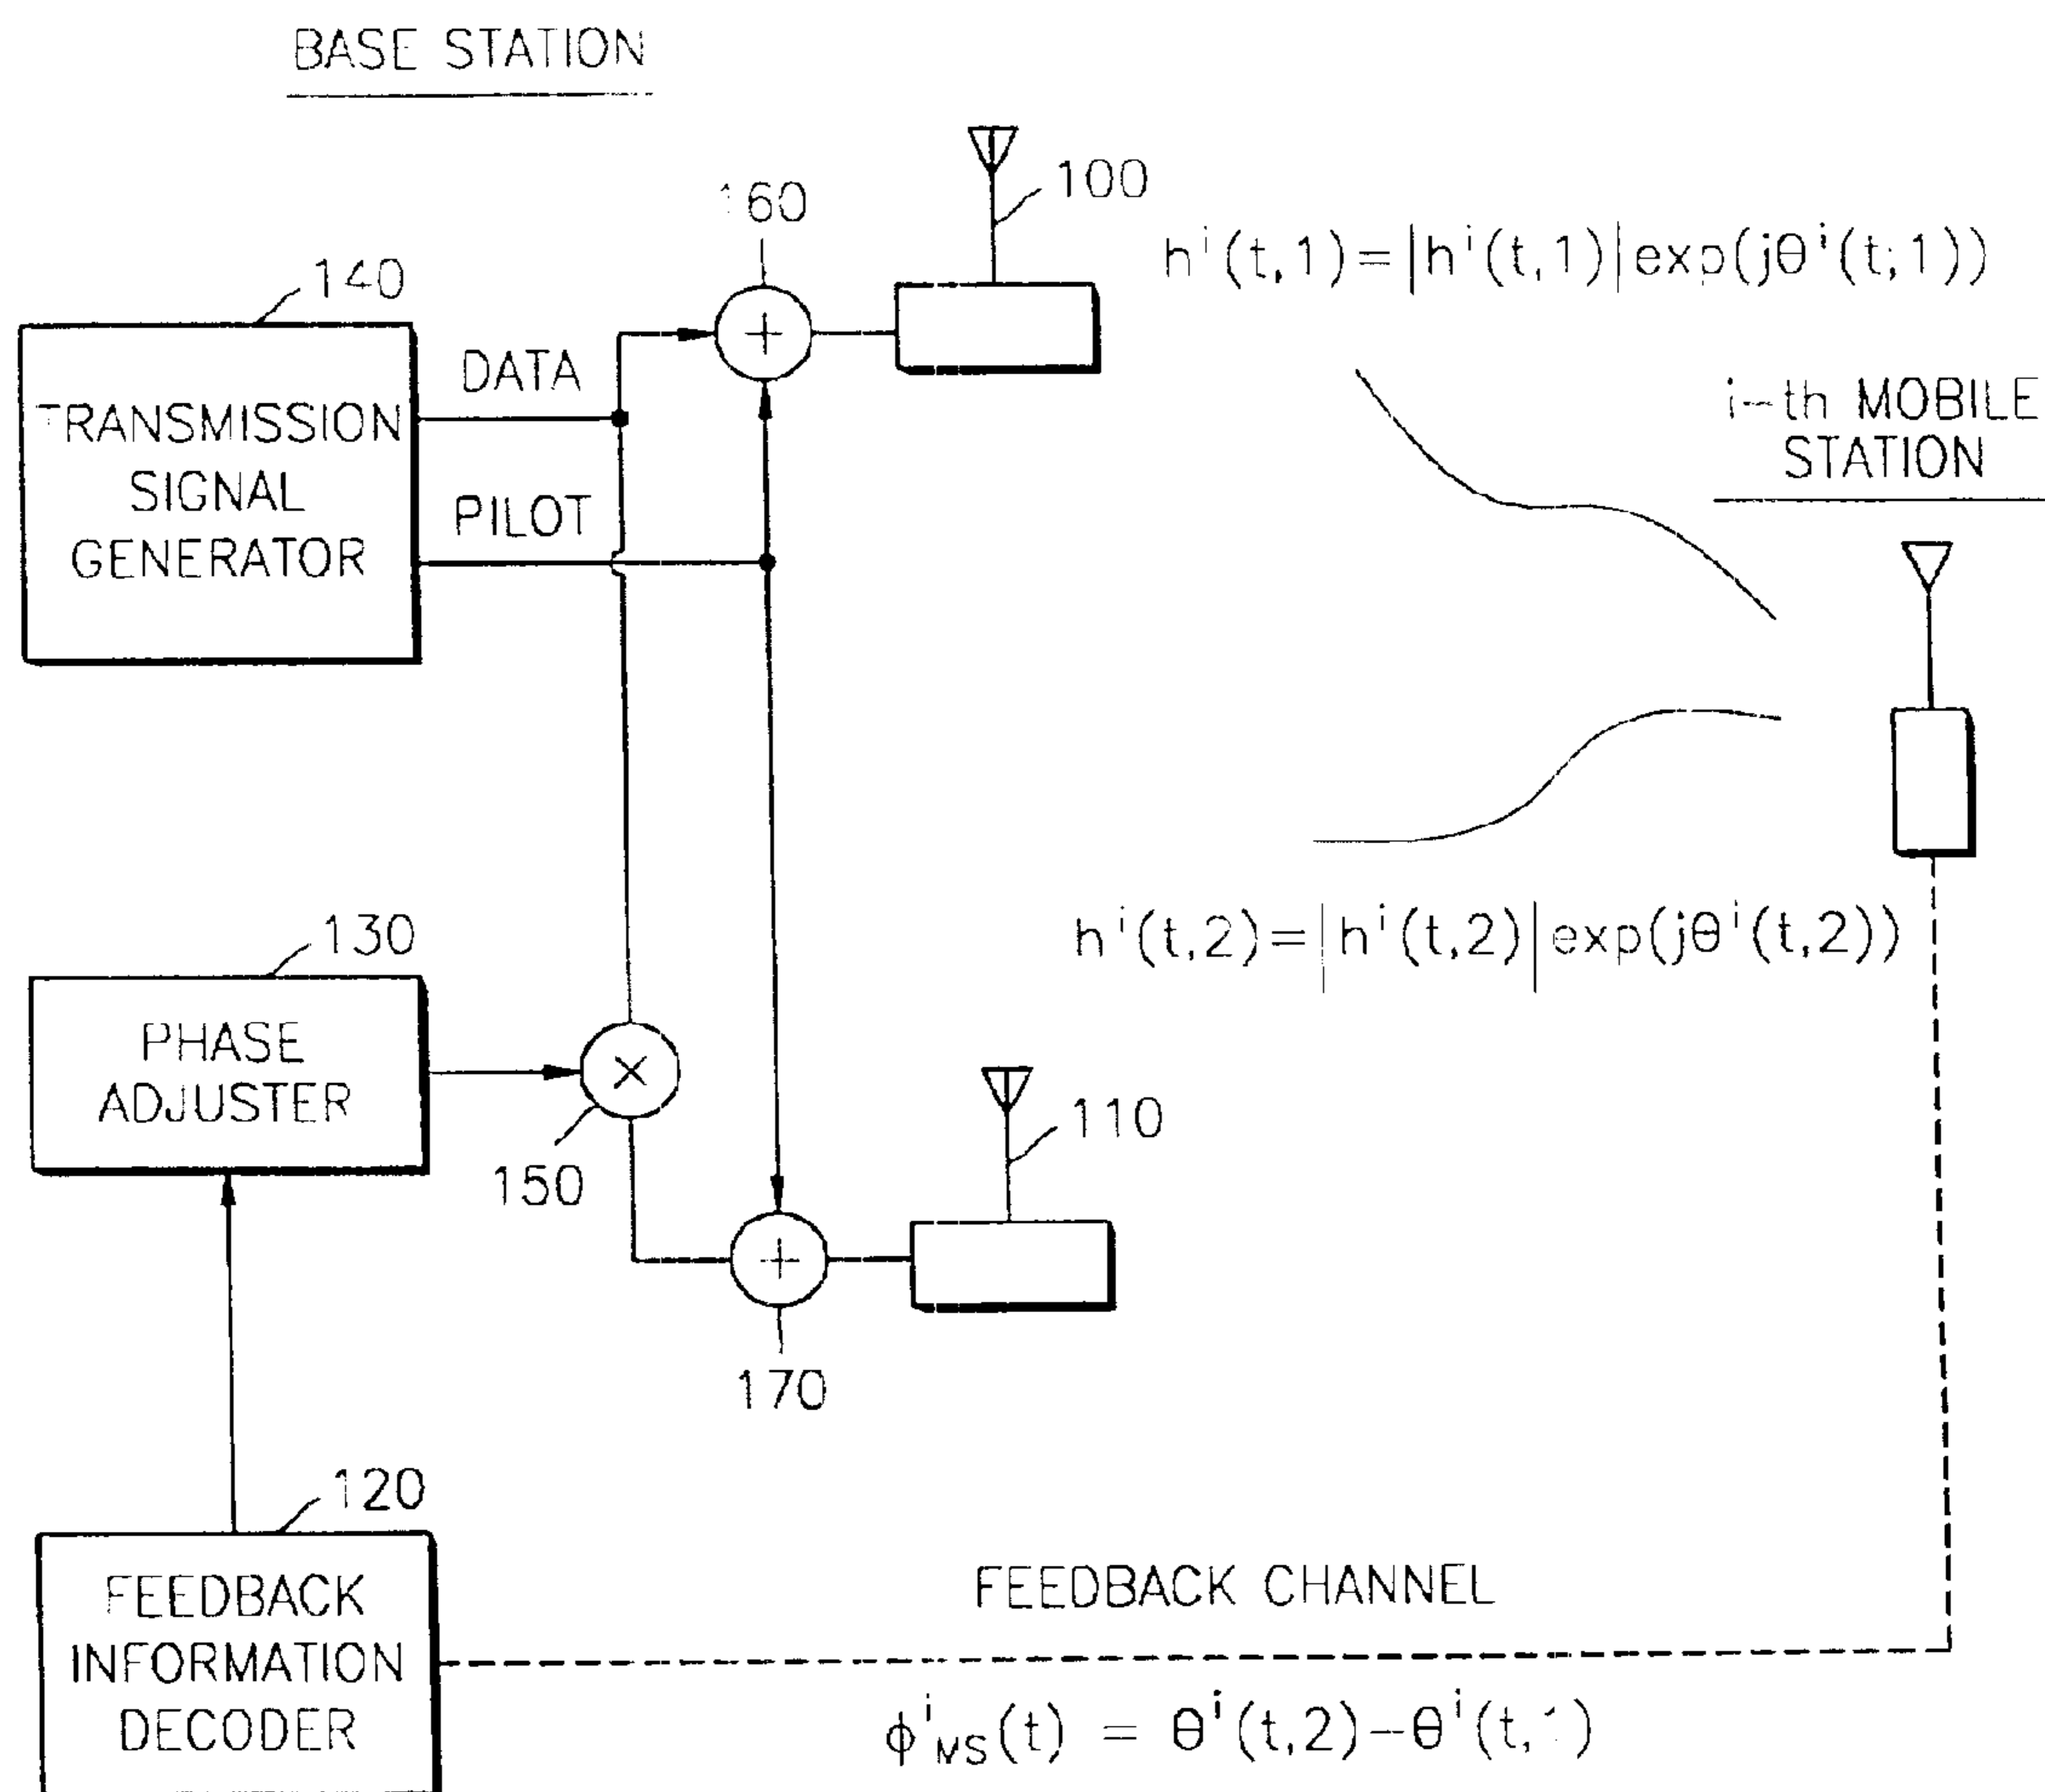 BASE STATION
100
160
h^i(t,1)=|h^i(t,1)|exp(jθ^i(t,1))
140
DATA
TRANSMISSION
SIGNAL
GENERATOR
PILOT
i-th MOBILE
STATION
130
h^i(t,2)=|h^i(t,2)|exp(jθ^i(t,2))
PHASE
ADJUSTER
×
110
150
170
120
FEEDBACK
INFORMATION
DECODER
FEEDBACK CHANNEL
ϕ^i_MS(t) = θ^i(t,2)-θ^i(t,1)